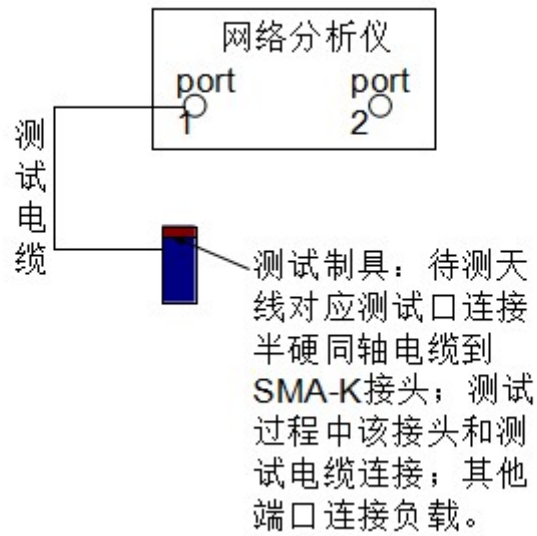 网络分析仪
port
1
port
2
测试电缆
测试制具：待测天
线对应测试口连接
半硬同轴电缆到
SMA-K接头；测试
过程中该接头和测
试电缆连接；其他
端口连接负载。